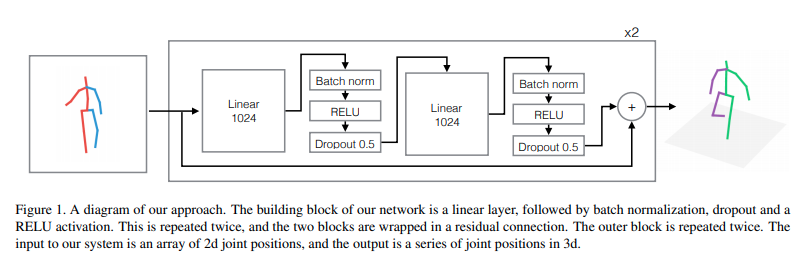 x2
Linear
1024
Batch norm
RELU
Dropout 0.5
Linear
1024
Batch norm
RELU
Dropout 0.5
+
Figure 1. A diagram of our approach. The building block of our network is a linear layer, followed by batch normalization, dropout and a
RELU activation. This is repeated twice, and the two blocks are wrapped in a residual connection. The outer block is repeated twice. The
input to our system is an array of 2d joint positions, and the output is a series of joint positions in 3d.